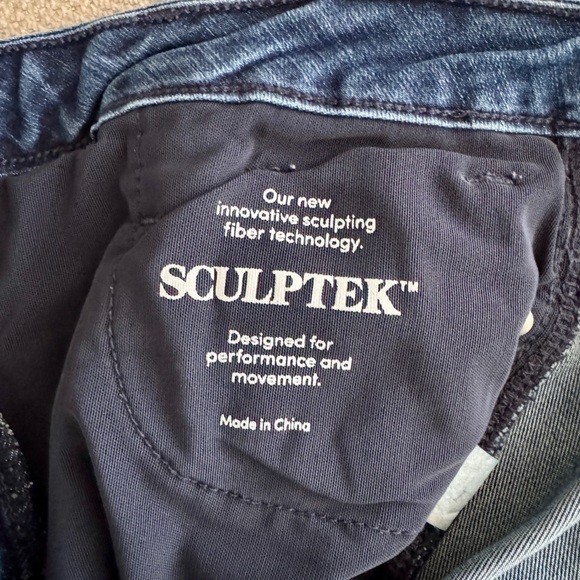 Our new
innovative sculpting
fiber technology.
SCULPTEK™
Designed for
performance and
movement.
Made in China